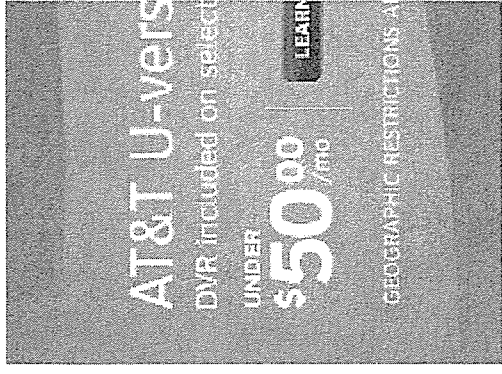 AT&T U-vers
DVR included on select
UNDER
$50.00
/mo
LEARN
GEOGRAPHIC RESTRICTIONS A